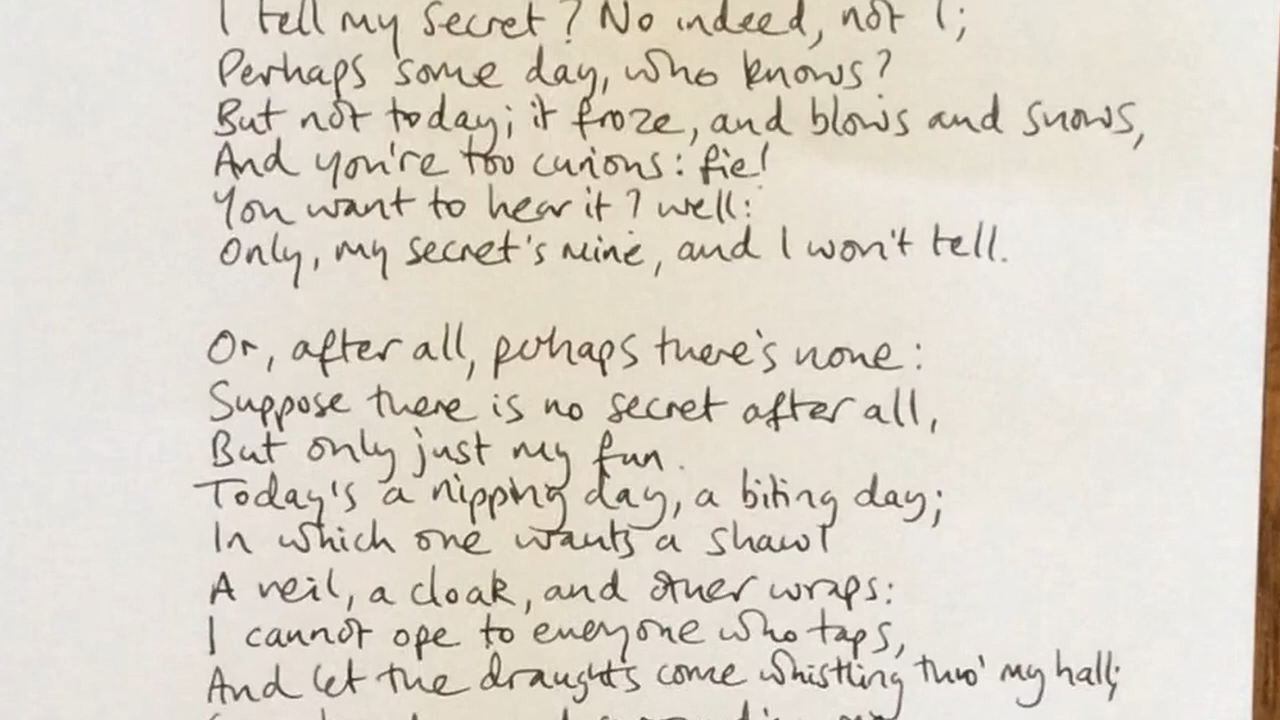 I tell my secret? No indeed, not I;
Perhaps some day, who knows?
But not today; it froze, and blows and snows,
And you're too curious: fie!
You want to hear it? well:
Only, my secret's mine, and I won't tell.
Or, after all, perhaps there's none:
Suppose there is no secret after all,
But only just my fun.
Today's a nipping day, a biting day;
In which one wants a shawl
A veil, a cloak, and other wraps:
I cannot ope to everyone who taps,
And let the draughts come whistling thro' my hall;